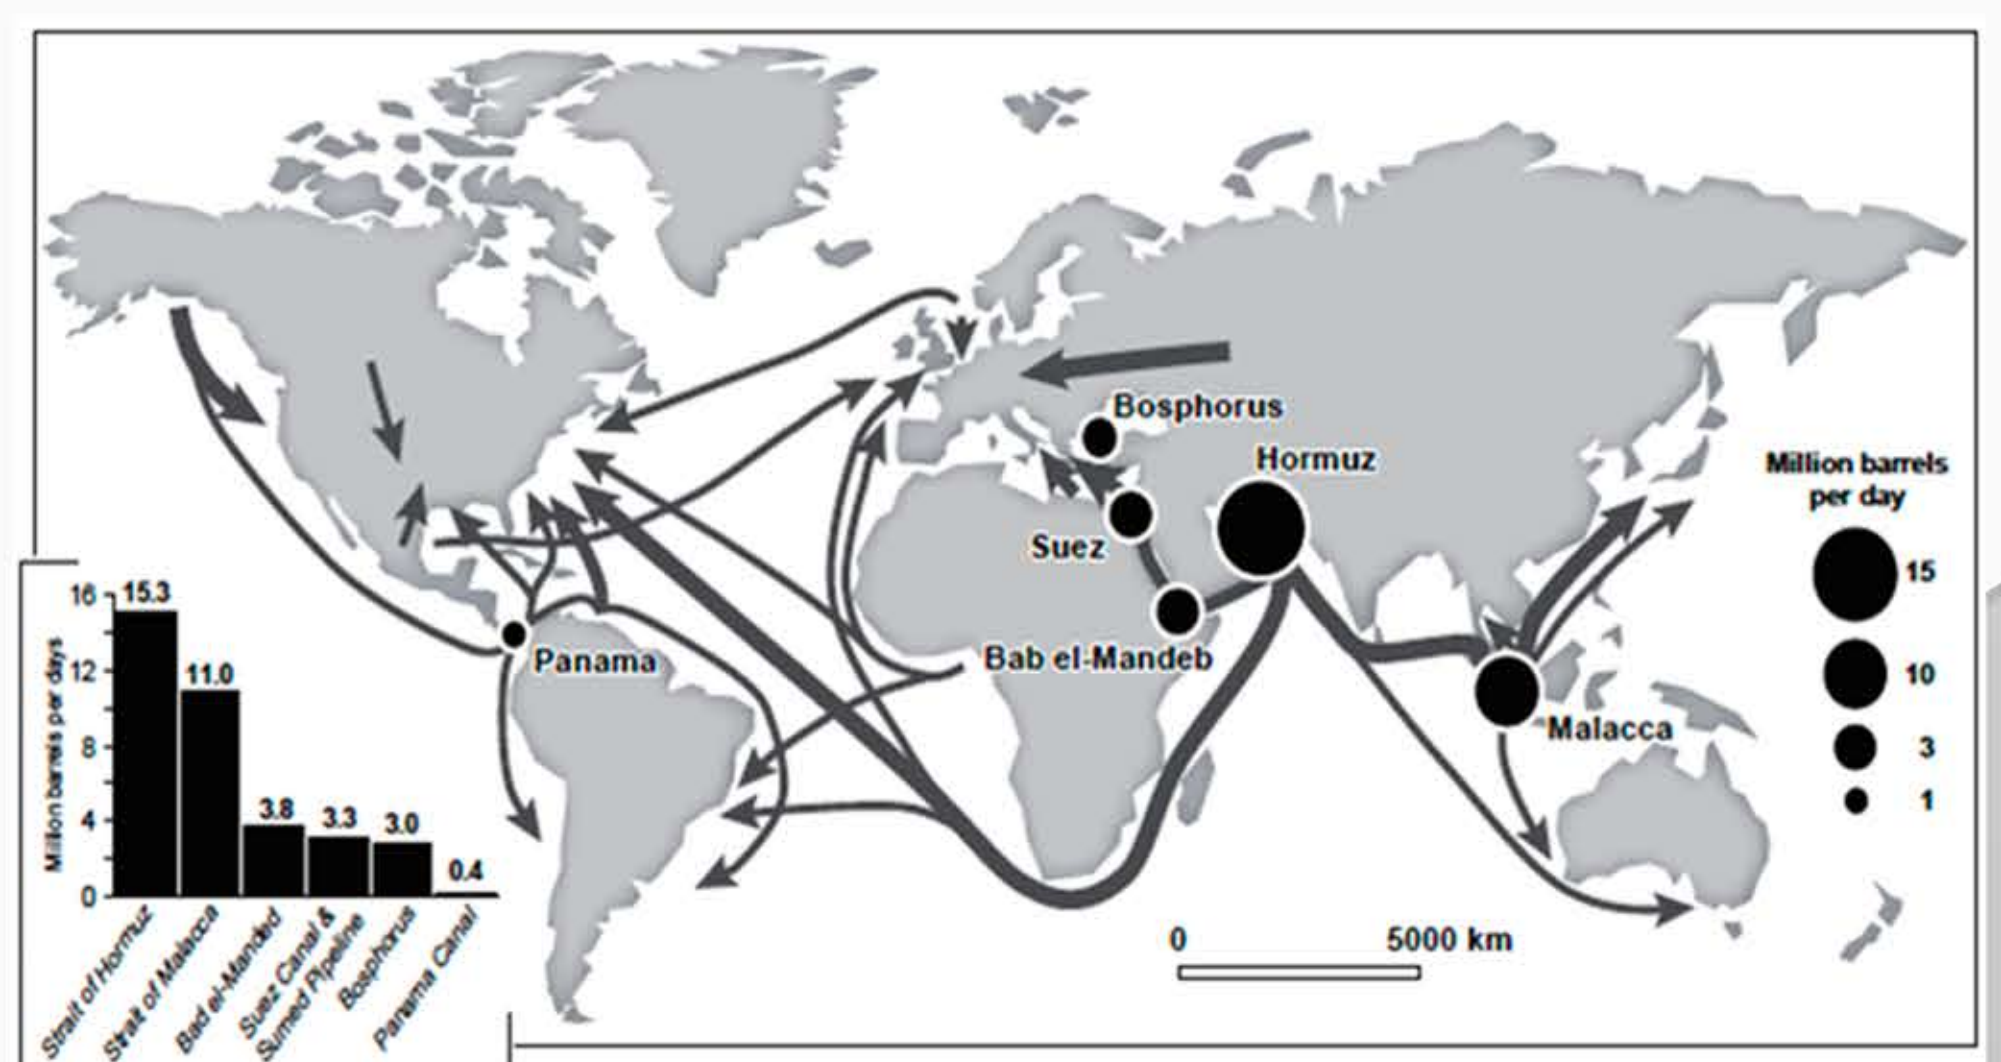 Bosphorus
Hormuz
Suez
Bab el-Mandeb
Panama
Malacca
Million barrels
per day
15
10
3
1
0
5000 km
Million barrels per days
16
12
8
4
0
15.3
11.0
3.8
3.3
3.0
0.4
Strait of Hormuz
Strait of Malacca
Bad el-Manded
Suez Canal &
Sumed Pipeline
Bosphorus
Panama Canal